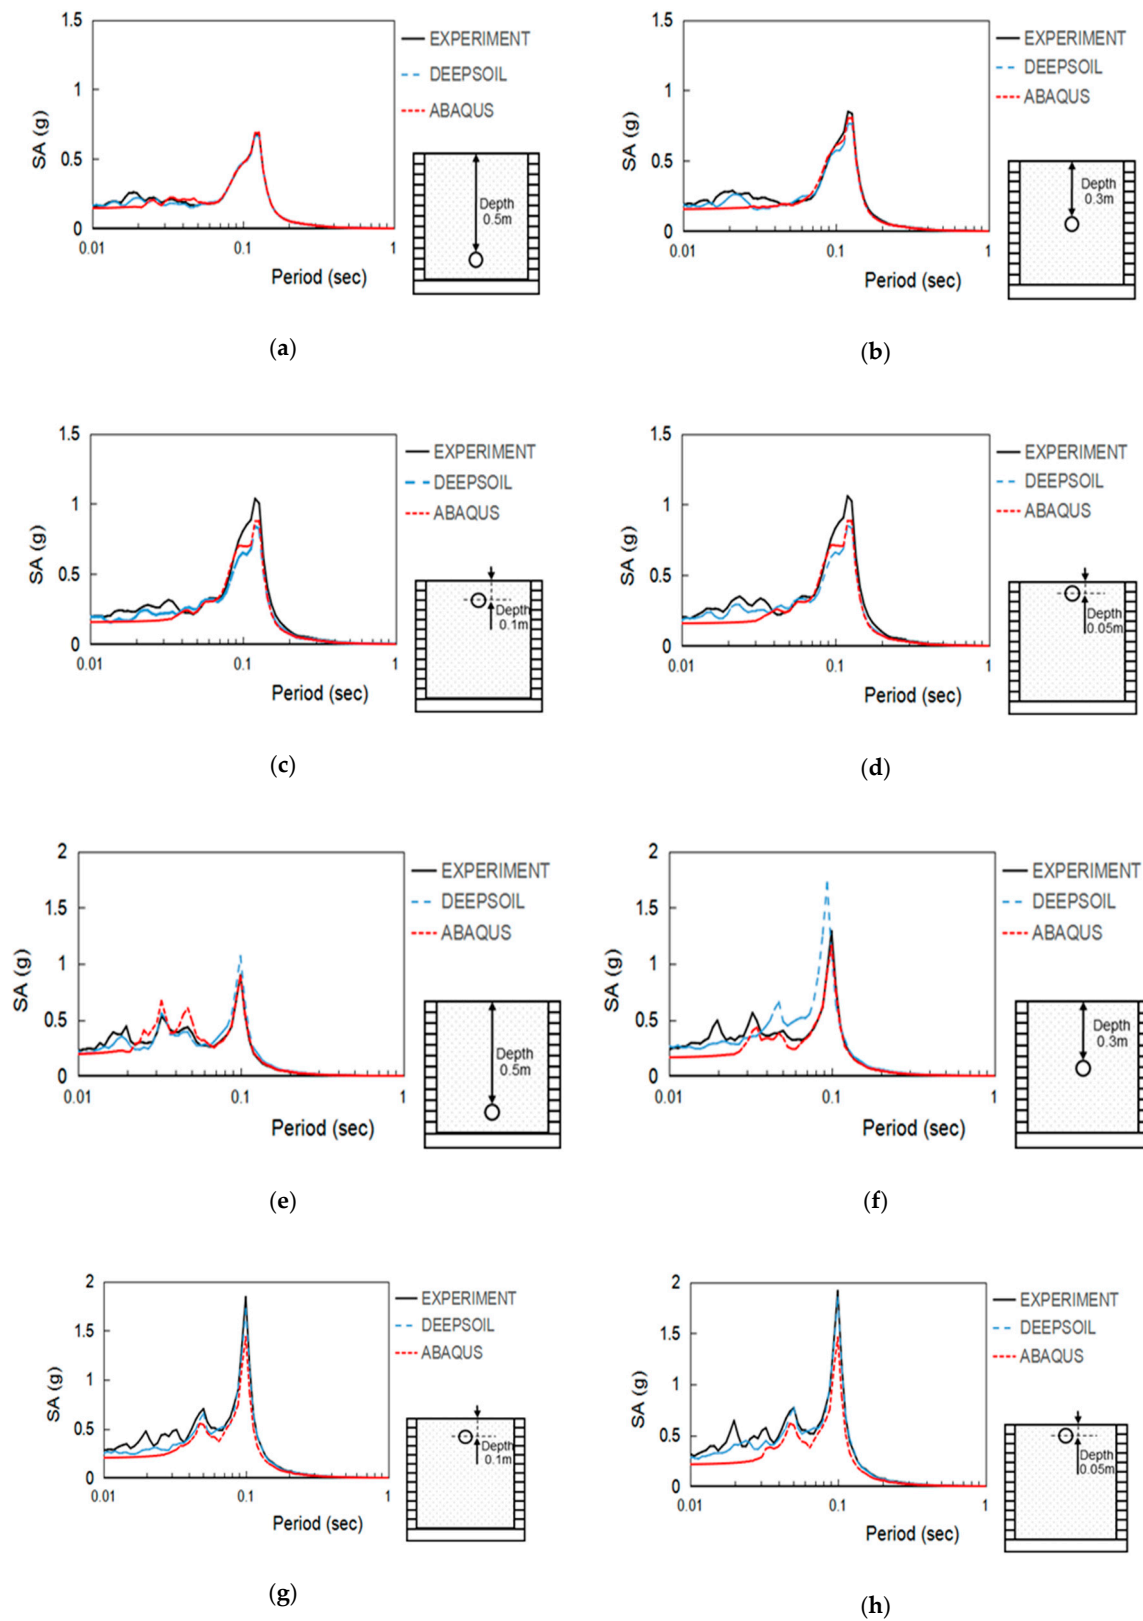 1.5
1
0.5
0
SA (g)
0.01
0.1
1
Period (sec)
EXPERIMENT
DEEPSOIL
ABAQUS
Depth
0.5m
(a)
1.5
1
0.5
0
SA (g)
0.01
0.1
1
Period (sec)
EXPERIMENT
DEEPSOIL
ABAQUS
Depth
0.3m
(b)
1.5
1
0.5
0
SA (g)
0.01
0.1
1
Period (sec)
EXPERIMENT
DEEPSOIL
ABAQUS
Depth
0.1m
(c)
1.5
1
0.5
0
SA (g)
0.01
0.1
1
Period (sec)
EXPERIMENT
DEEPSOIL
ABAQUS
Depth
0.05m
(d)
2
1.5
1
0.5
0
SA (g)
0.01
0.1
1
Period (sec)
EXPERIMENT
DEEPSOIL
ABAQUS
Depth
0.5m
(e)
2
1.5
1
0.5
0
SA (g)
0.01
0.1
1
Period (sec)
EXPERIMENT
DEEPSOIL
ABAQUS
Depth
0.3m
(f)
2
1.5
1
0.5
0
SA (g)
0.01
0.1
1
Period (sec)
EXPERIMENT
DEEPSOIL
ABAQUS
Depth
0.1m
(g)
2
1.5
1
0.5
0
SA (g)
0.01
0.1
1
Period (sec)
EXPERIMENT
DEEPSOIL
ABAQUS
Depth
0.05m
(h)